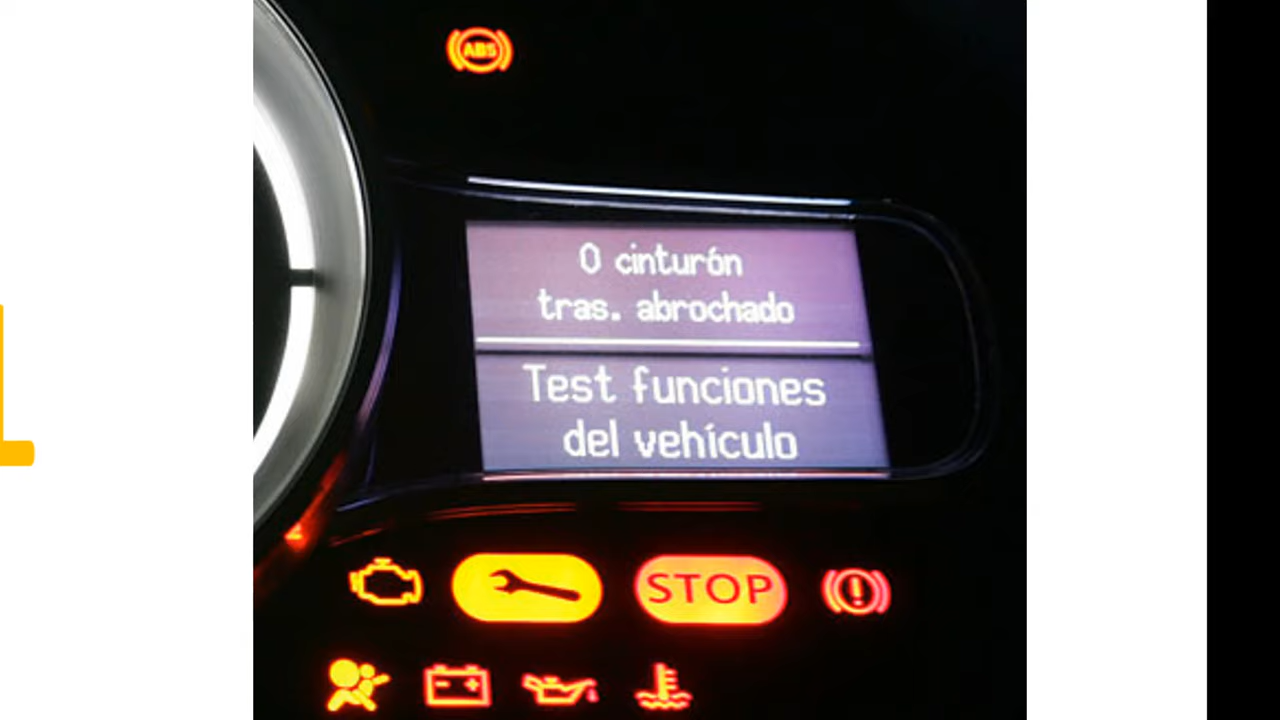 ABS
0 cinturón
tras. abrochado
Test funciones
del vehículo
STOP